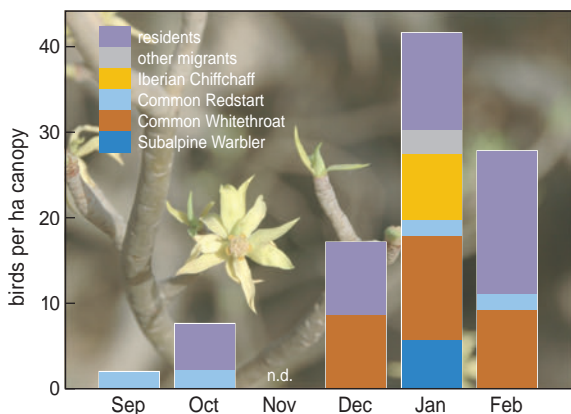 40
30
20
10
0
birds per ha canopy
residents
other migrants
Iberian Chiffchaff
Common Redstart
Common Whitethroat
Subalpine Warbler
n.d.
Sep Oct Nov Dec Jan Feb